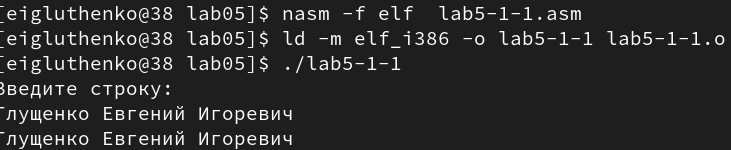 [eigluthenko@38 lab05]$ nasm -f elf  lab5-1-1.asm
[eigluthenko@38 lab05]$ ld -m elf_i386 -o lab5-1-1 lab5-1-1.o
[eigluthenko@38 lab05]$ ./lab5-1-1
Введите строку:
Глущенко Евгений Игоревич
Глущенко Евгений Игоревич